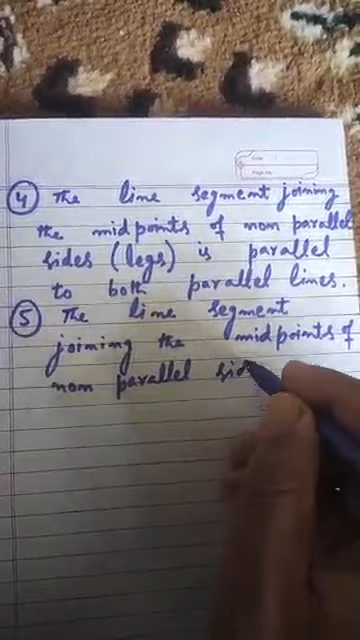 ④ The line segment joining
the midpoints of non parallel
sides (legs) is parallel
to both parallel lines.
⑤ The line segment
joining the midpoints of
non parallel sid